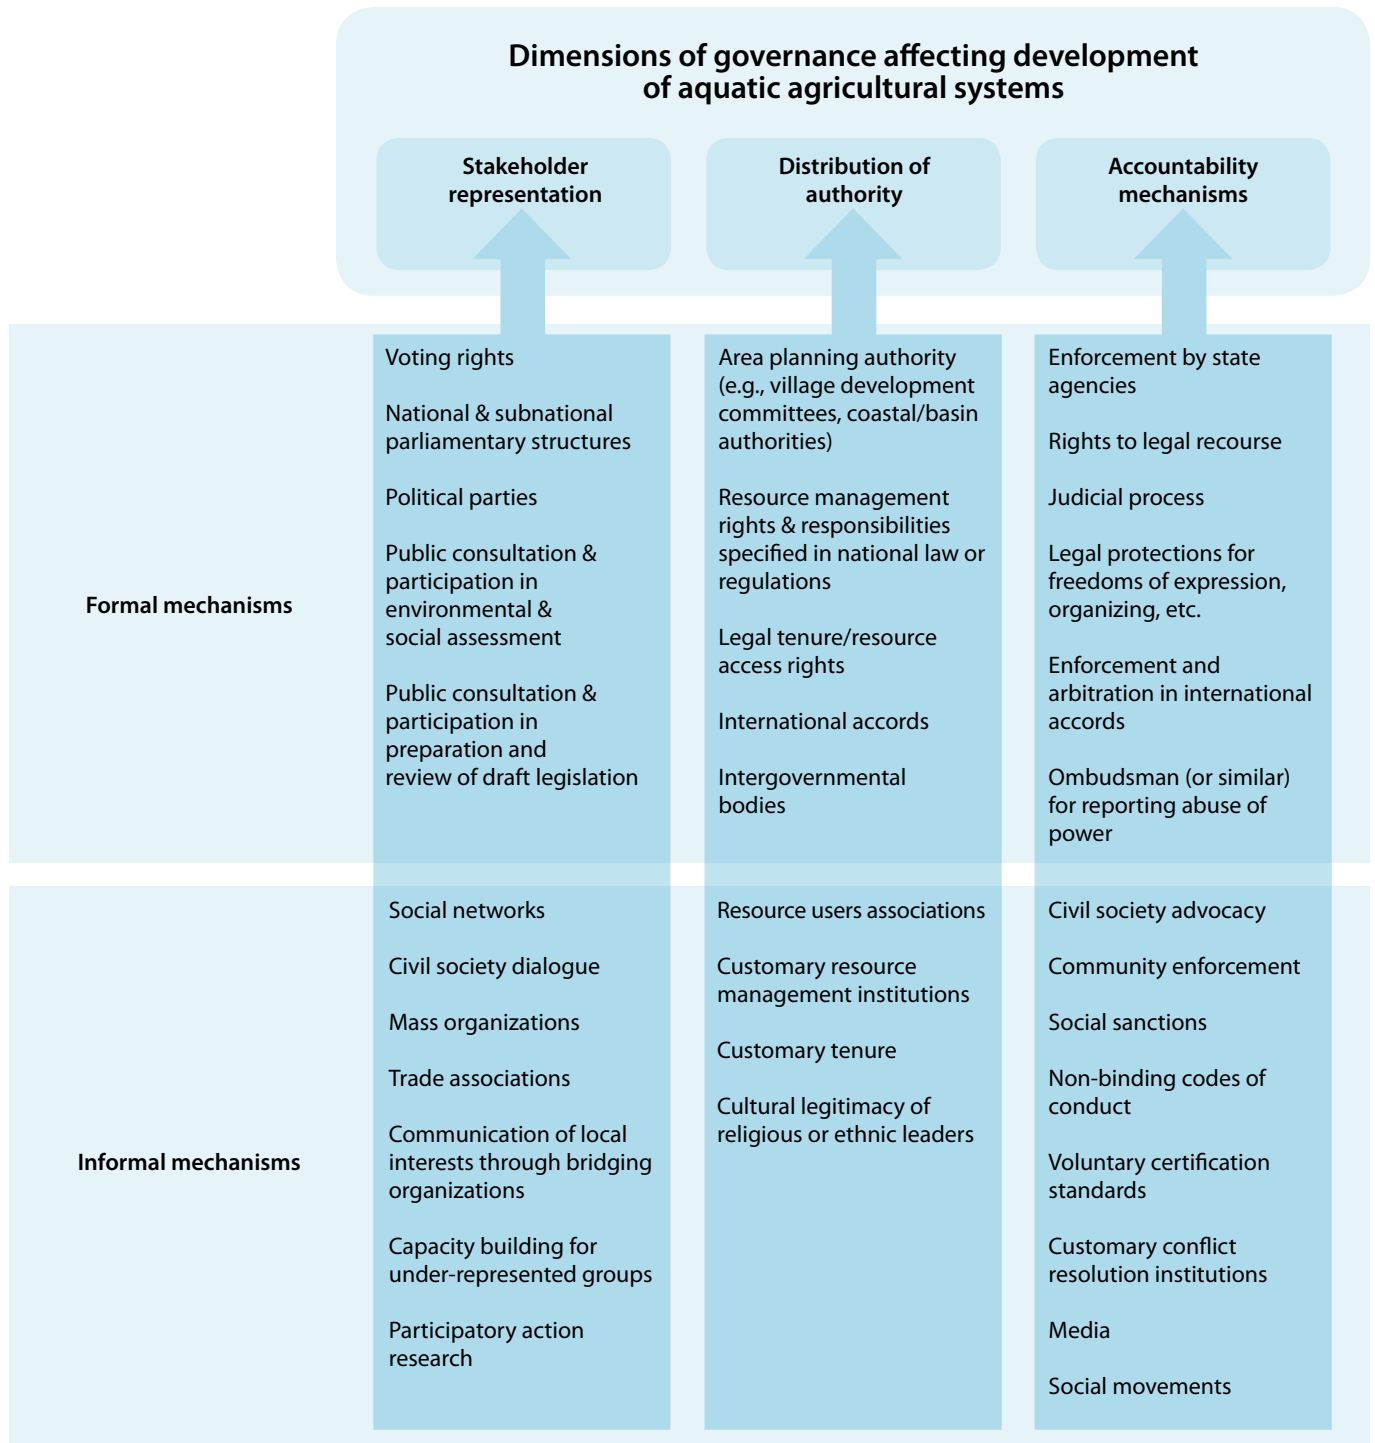 Dimensions of governance affecting development
of aquatic agricultural systems
Stakeholder
representation
Distribution of
authority
Accountability
mechanisms
Formal mechanisms
Voting rights
National & subnational
parliamentary structures
Political parties
Public consultation &
participation in
environmental &
social assessment
Public consultation &
participation in
preparation and
review of draft legislation
Area planning authority
(e.g., village development
committees, coastal/basin
authorities)
Resource management
rights & responsibilities
specified in national law or
regulations
Legal tenure/resource
access rights
International accords
Intergovernmental
bodies
Enforcement by state
agencies
Rights to legal recourse
Judicial process
Legal protections for
freedoms of expression,
organizing, etc.
Enforcement and
arbitration in international
accords
Ombudsman (or similar)
for reporting abuse of
power
Informal mechanisms
Social networks
Civil society dialogue
Mass organizations
Trade associations
Communication of local
interests through bridging
organizations
Capacity building for
under-represented groups
Participatory action
research
Resource users associations
Customary resource
management institutions
Customary tenure
Cultural legitimacy of
religious or ethnic leaders
Civil society advocacy
Community enforcement
Social sanctions
Non-binding codes of
conduct
Voluntary certification
standards
Customary conflict
resolution institutions
Media
Social movements